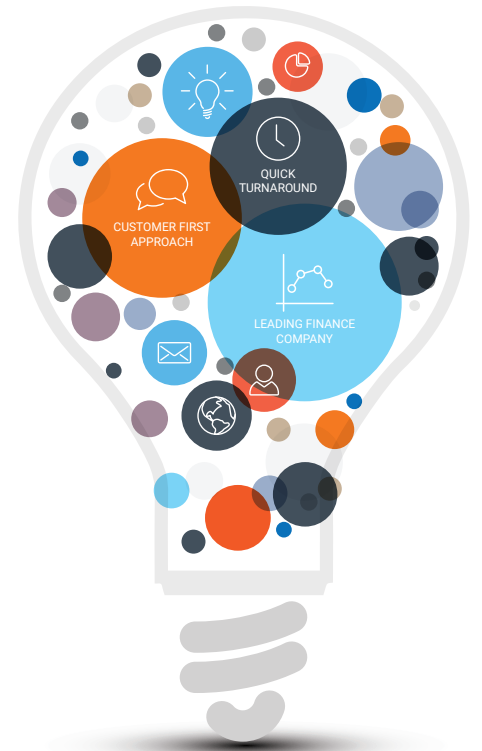 QUICK
TURNAROUND
CUSTOMER FIRST
APPROACH
LEADING FINANCE
COMPANY